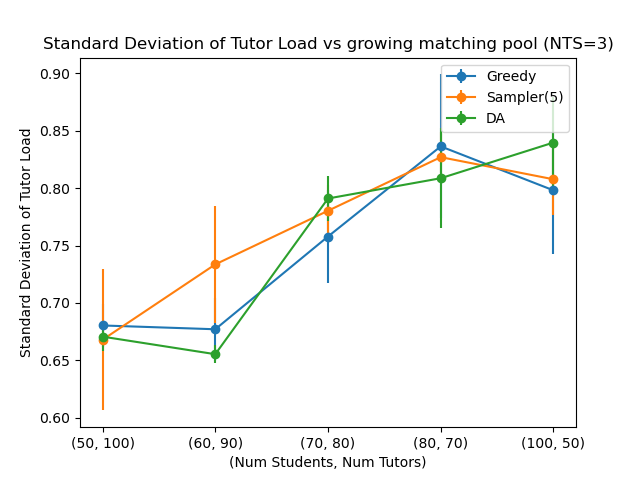 Standard Deviation of Tutor Load vs growing matching pool (NTS=3)
Greedy
Sampler(5)
DA
Standard Deviation of Tutor Load
0.90
0.85
0.80
0.75
0.70
0.65
0.60
(50, 100) (60, 90) (70, 80) (80, 70) (100, 50)
(Num Students, Num Tutors)